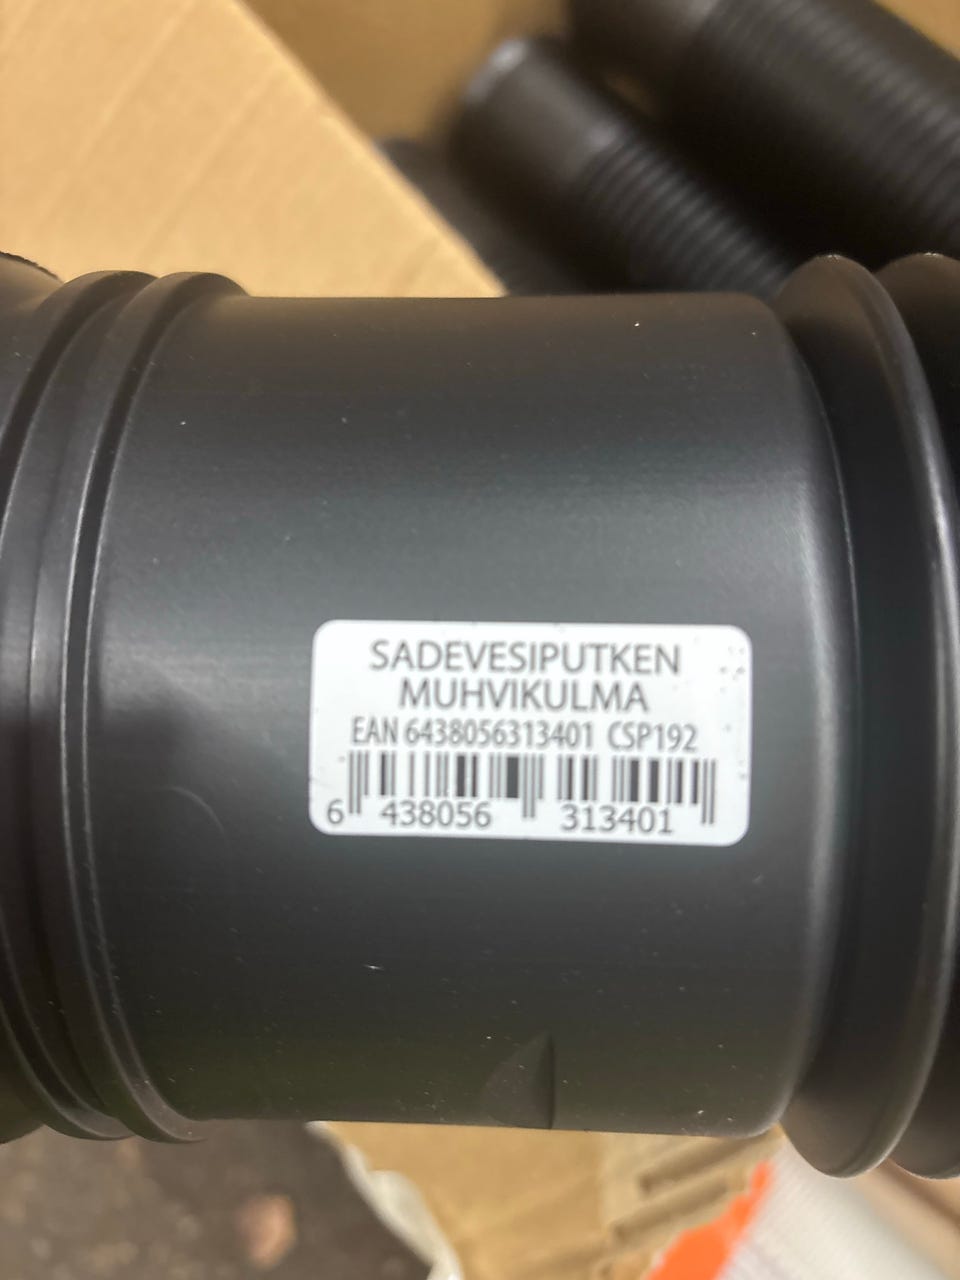 SADEVESIPUTKEN
MUHVIKULMA
EAN 6438056313401 CSP192
6 438056 313401